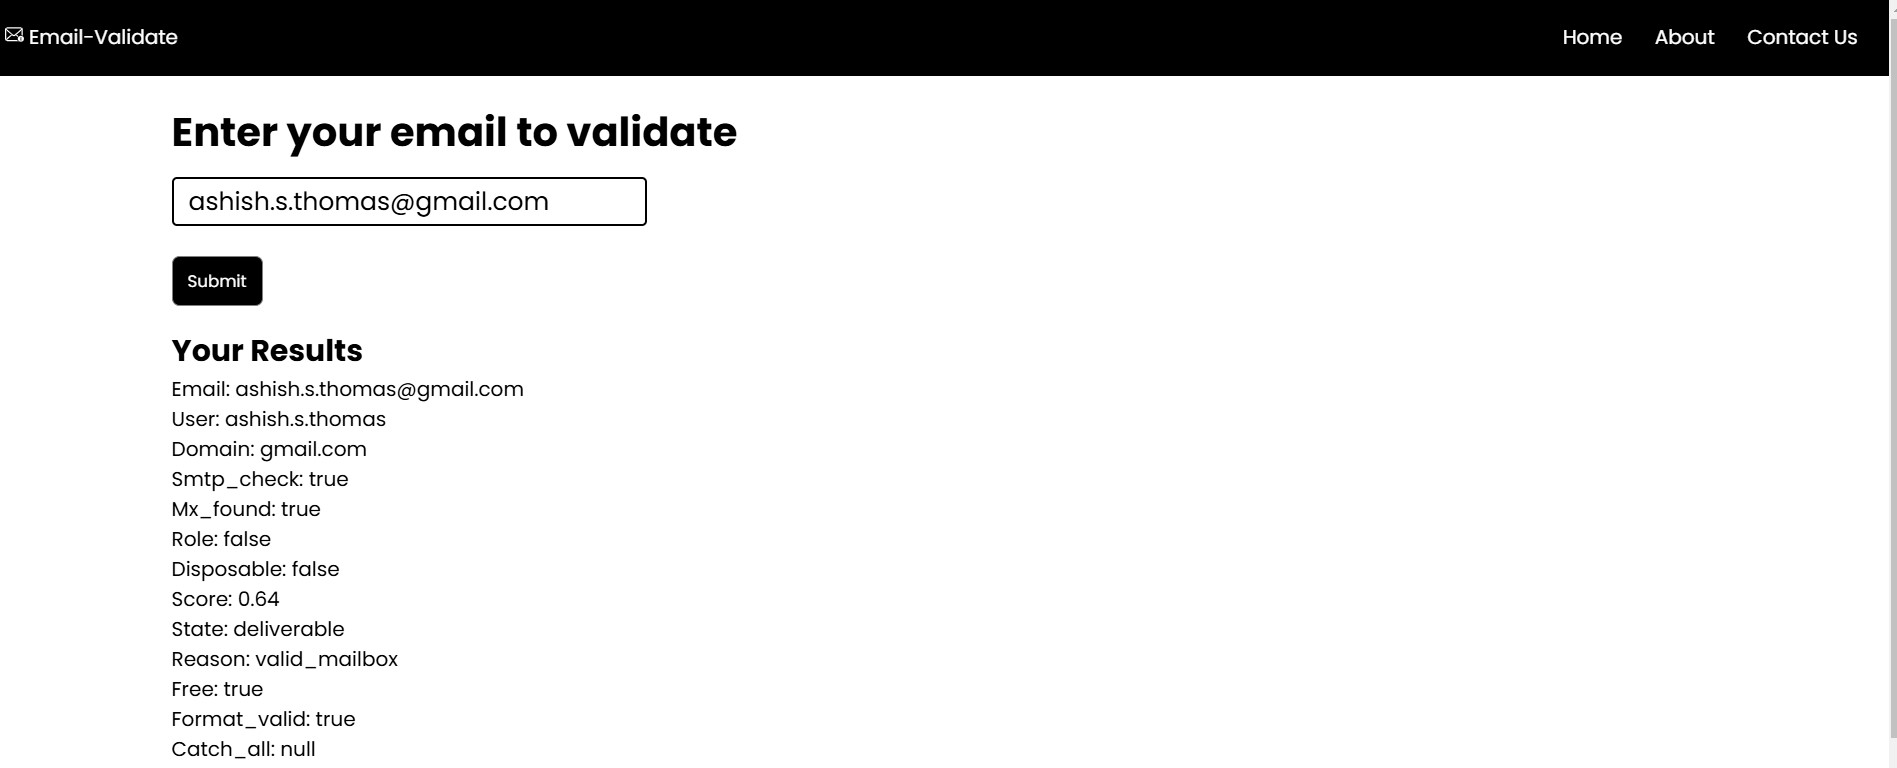 Email-Validate
Home
About
Contact Us
Enter your email to validate
ashish.s.thomas@gmail.com
Submit
Your Results
Email: ashish.s.thomas@gmail.com
User: ashish.s.thomas
Domain: gmail.com
Smtp_check: true
Mx_found: true
Role: false
Disposable: false
Score: 0.64
State: deliverable
Reason: valid_mailbox
Free: true
Format_valid: true
Catch_all: null